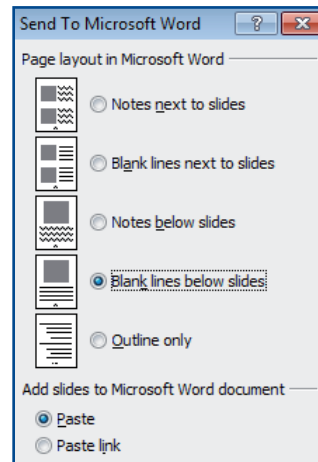 Send To Microsoft Word
Page layout in Microsoft Word
Notes next to slides
Blank lines next to slides
Notes below slides
Blank lines below slides
Outline only
Add slides to Microsoft Word document
Paste
Paste link